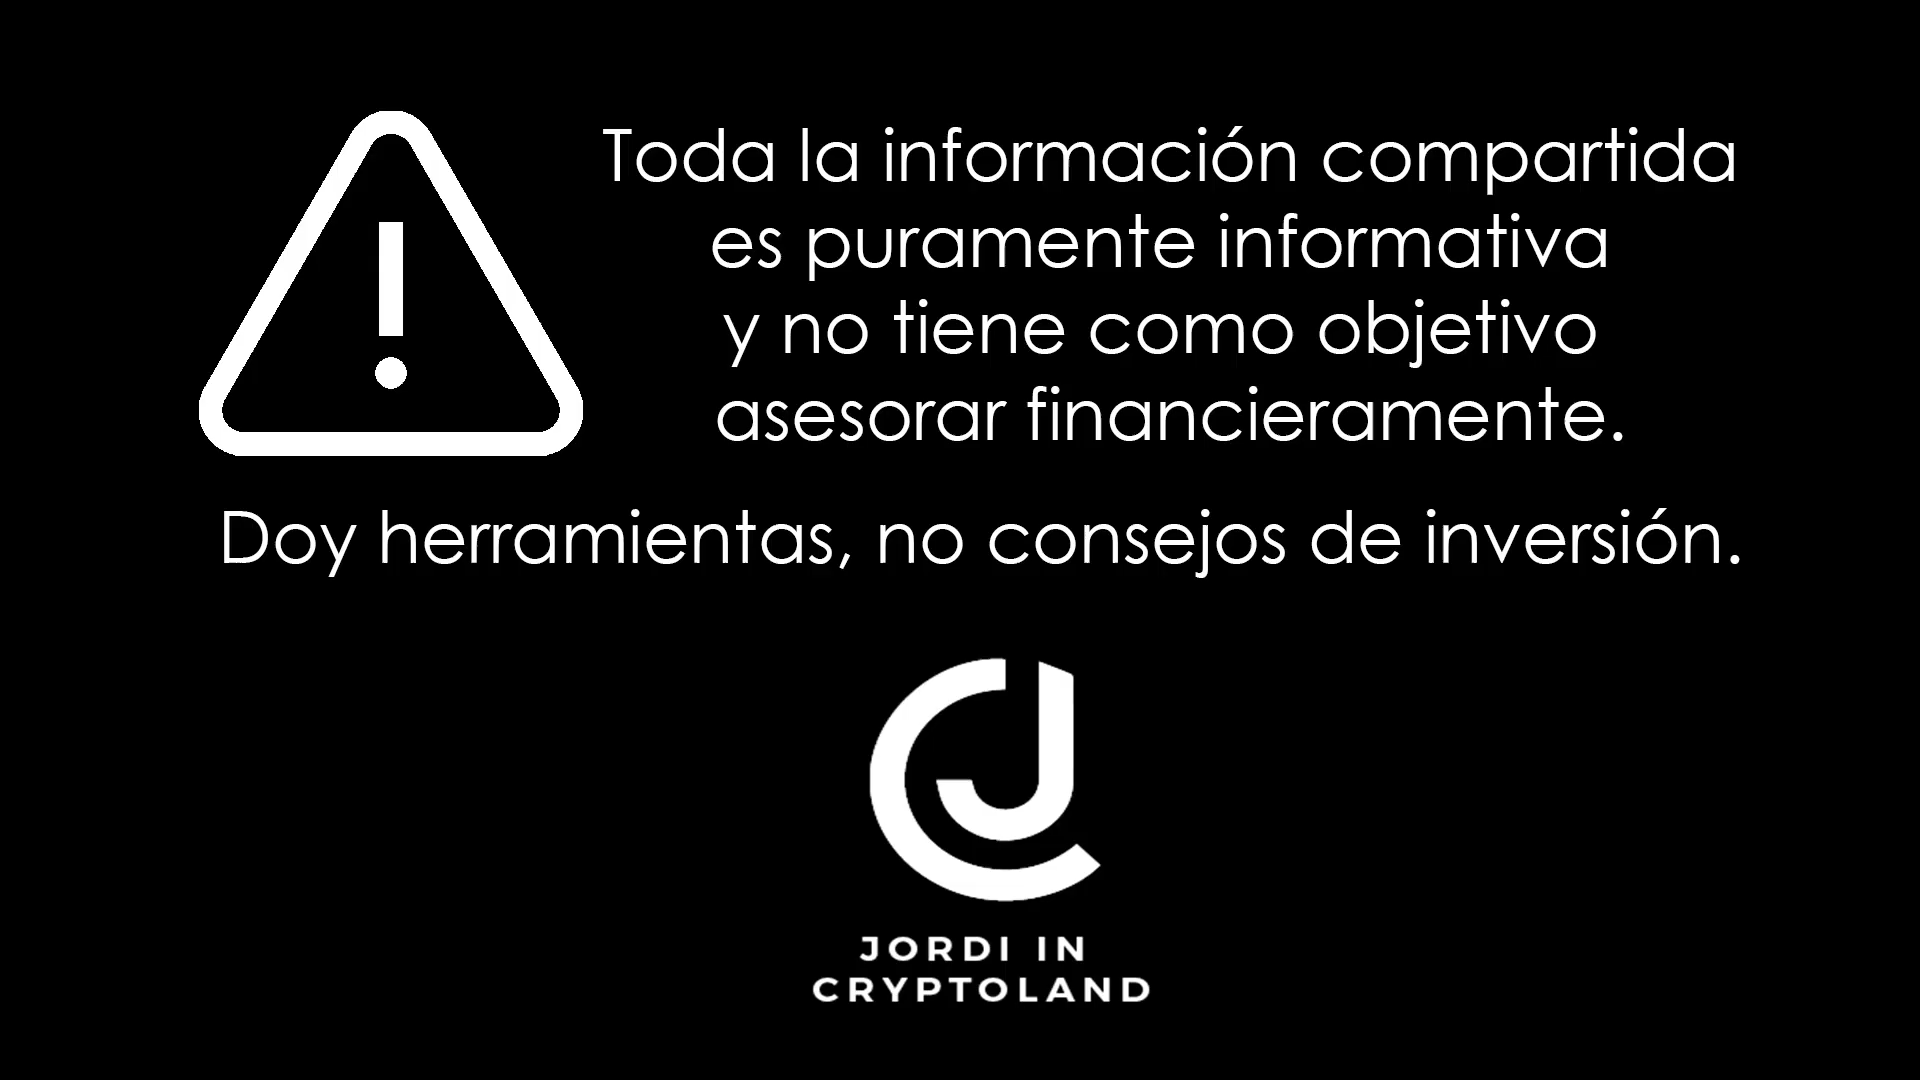 Toda la información compartida
es puramente informativa
y no tiene como objetivo
asesorar financieramente.
Doy herramientas, no consejos de inversión.
JORDI IN
CRYPTOLAND